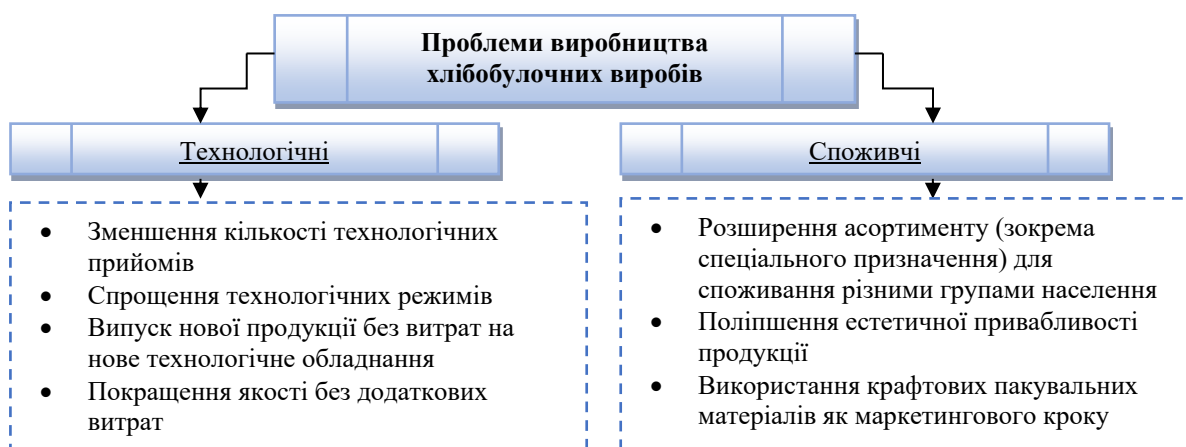 Проблеми виробництва
хлібобулочних виробів
Технологічні
• Зменшення кількості технологічних
прийомів
• Спрощення технологічних режимів
• Випуск нової продукції без витрат на
нове технологічне обладнання
• Покращення якості без додаткових
витрат
Споживчі
• Розширення асортименту (зокрема
спеціального призначення) для
споживання різними групами населення
• Поліпшення естетичної привабливості
продукції
• Використання крафтових пакувальних
матеріалів як маркетингового кроку